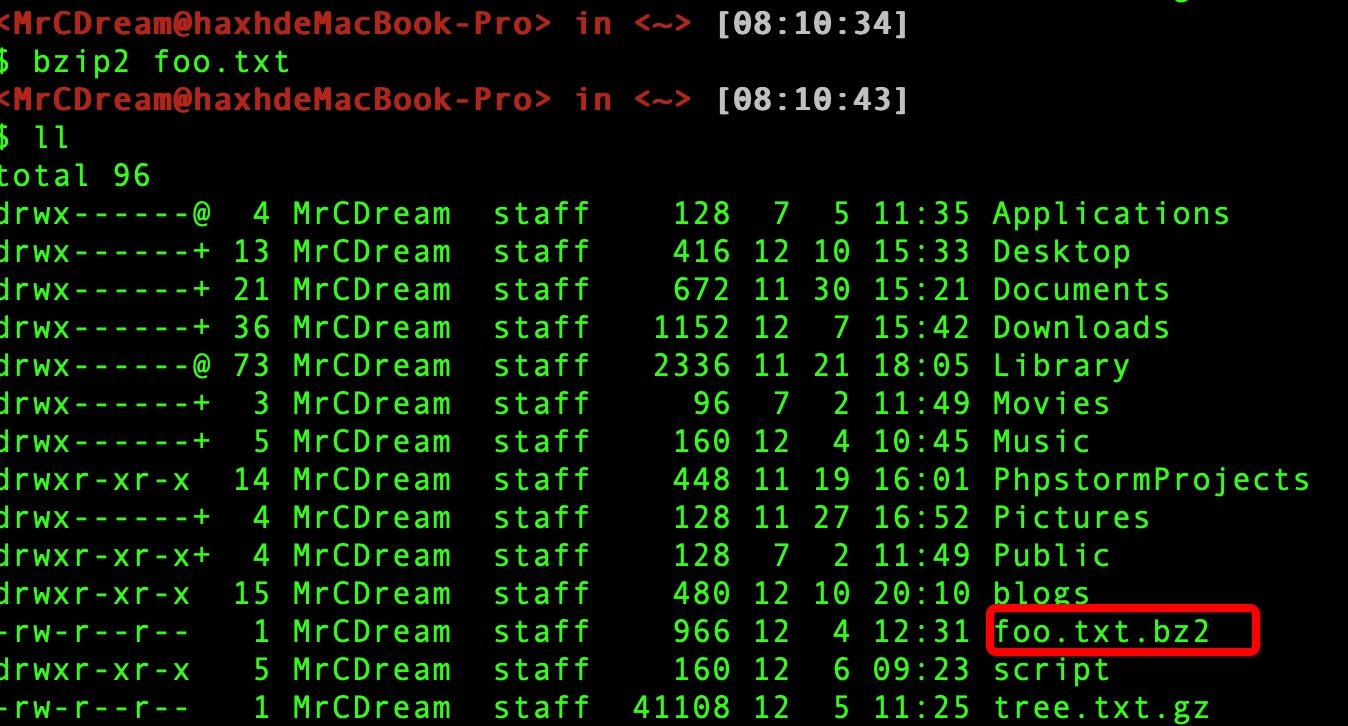 <MrCDream@haxhdeMacBook-Pro> in <~> [08:10:34]
$ bzip2 foo.txt
<MrCDream@haxhdeMacBook-Pro> in <~> [08:10:43]
$ ll
total 96
drwx------@  4 MrCDream  staff    128  7  5 11:35 Applications
drwx------+ 13 MrCDream  staff    416 12 10 15:33 Desktop
drwx------+ 21 MrCDream  staff    672 11 30 15:21 Documents
drwx------+ 36 MrCDream  staff   1152 12  7 15:42 Downloads
drwx------@ 73 MrCDream  staff   2336 11 21 18:05 Library
drwx------+  3 MrCDream  staff     96  7  2 11:49 Movies
drwx------+  5 MrCDream  staff    160 12  4 10:45 Music
drwxr-xr-x  14 MrCDream  staff    448 11 19 16:01 PhpstormProjects
drwx------+  4 MrCDream  staff    128 11 27 16:52 Pictures
drwxr-xr-x+  4 MrCDream  staff    128  7  2 11:49 Public
drwxr-xr-x  15 MrCDream  staff    480 12 10 20:10 blogs
-rw-r--r--   1 MrCDream  staff    966 12  4 12:31 foo.txt.bz2
drwxr-xr-x   5 MrCDream  staff    160 12  6 09:23 script
-rw-r--r--   1 MrCDream  staff  41108 12  5 11:25 tree.txt.gz